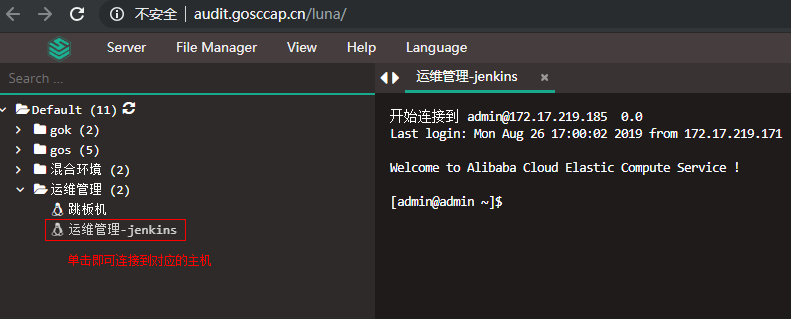 不安全 | audit.gosccap.cn/luna/
Server File Manager View Help Language
Search ...
Default (11)
gok (2)
gos (5)
混合环境 (2)
运维管理 (2)
跳板机
运维管理-jenkins
单击即可连接到对应的主机
运维管理-jenkins ×
开始连接到 admin@172.17.219.185 0.0
Last login: Mon Aug 26 17:00:02 2019 from 172.17.219.171
Welcome to Alibaba Cloud Elastic Compute Service !
[admin@admin ~]$